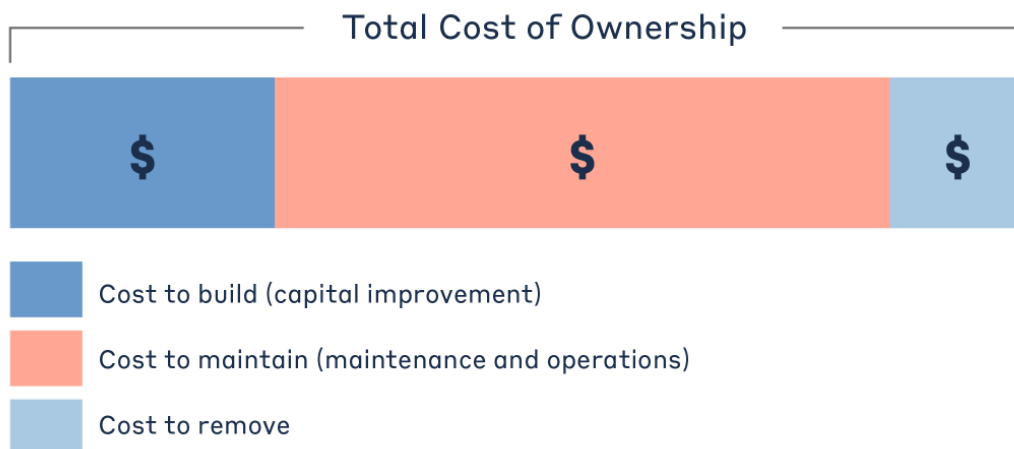 Total Cost of Ownership
$ $ $
Cost to build (capital improvement)
Cost to maintain (maintenance and operations)
Cost to remove